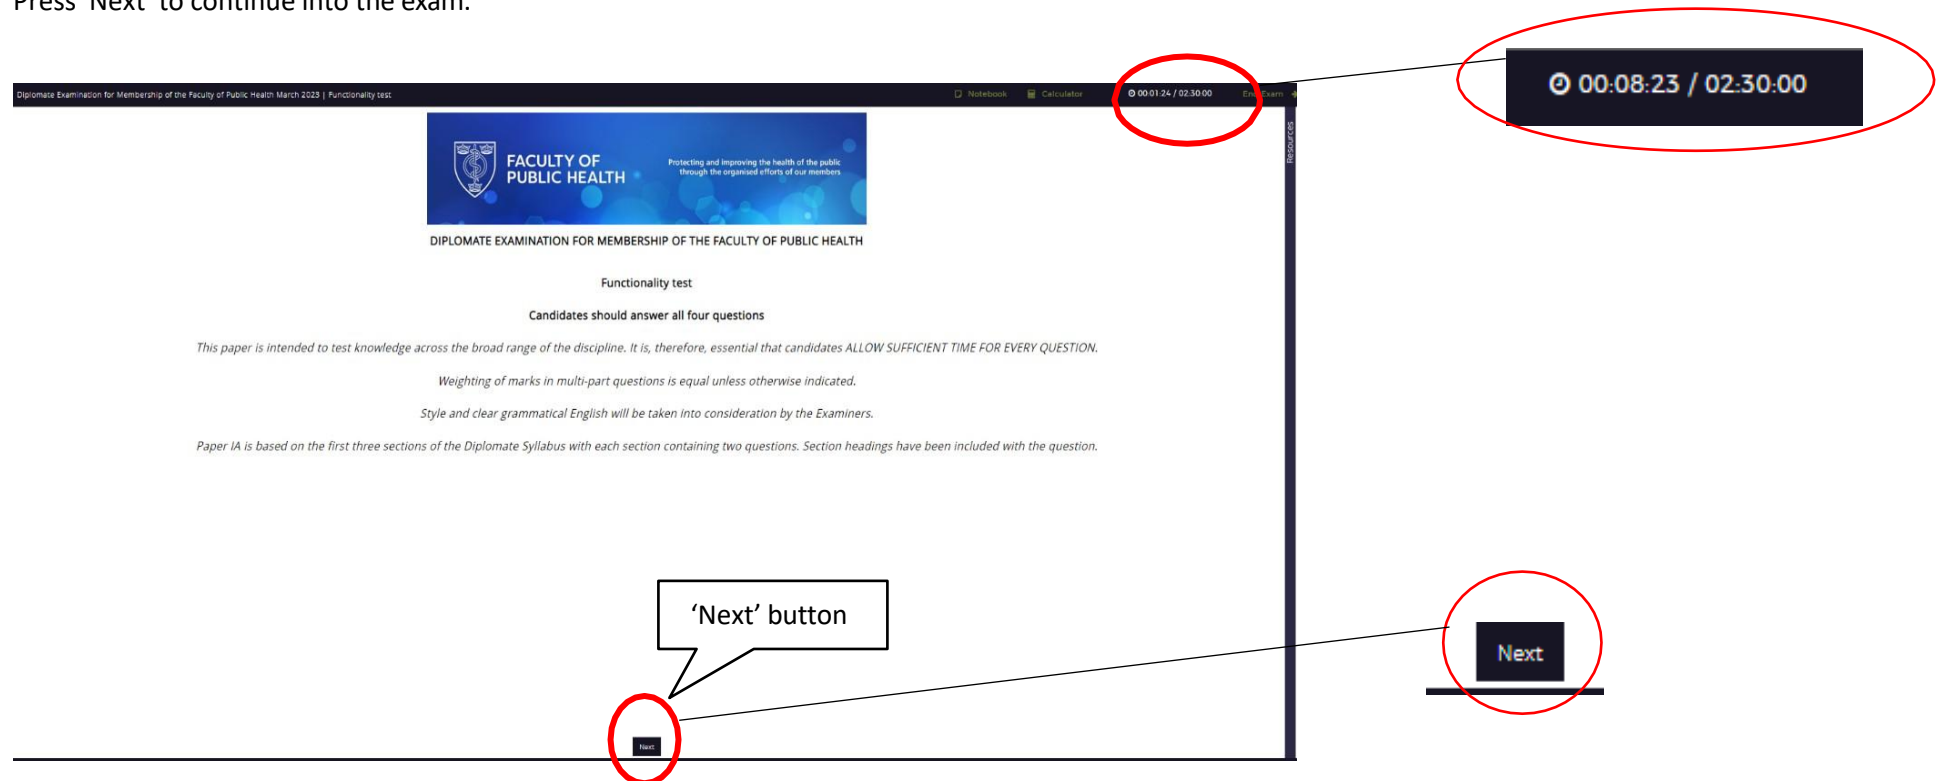 Press ‘Next’ to continue into the exam.
Diplomate Examination for Membership of the Faculty of Public Health March 2023 | Functionality test
Notebook
Calculator
00:01:24 / 02:30:00
End Exam
00:08:23 / 02:30:00
Resources
FACULTY OF
PUBLIC HEALTH
Protecting and improving the health of the public
through the organised efforts of our members
DIPLOMATE EXAMINATION FOR MEMBERSHIP OF THE FACULTY OF PUBLIC HEALTH
Functionality test
Candidates should answer all four questions
This paper is intended to test knowledge across the broad range of the discipline. It is, therefore, essential that candidates ALLOW SUFFICIENT TIME FOR EVERY QUESTION.
Weighting of marks in multi-part questions is equal unless otherwise indicated.
Style and clear grammatical English will be taken into consideration by the Examiners.
Paper IA is based on the first three sections of the Diplomate Syllabus with each section containing two questions. Section headings have been included with the question.
‘Next’ button
Next
Next